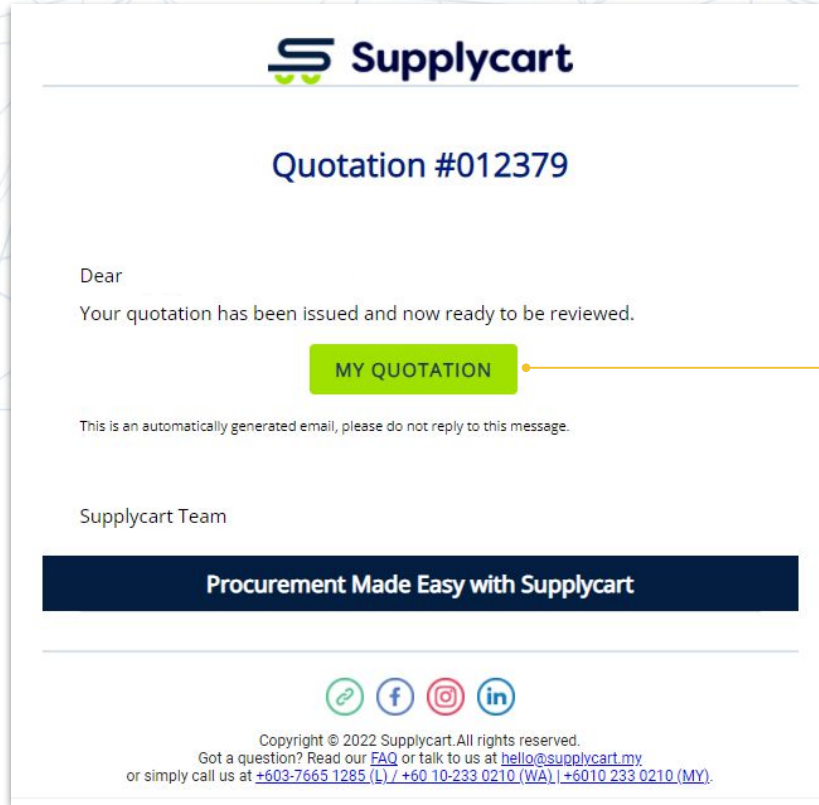 Supplycart
Quotation #012379
Dear
Your quotation has been issued and now ready to be reviewed.
MY QUOTATION
This is an automatically generated email, please do not reply to this message.
Supplycart Team
Procurement Made Easy with Supplycart
Copyright © 2022 Supplycart.All rights reserved.
Got a question? Read our FAQ or talk to us at hello@supplycart.my
or simply call us at +603-7665 1285 (L) / +60 10-233 0210 (WA) | +6010 233 0210 (MY).